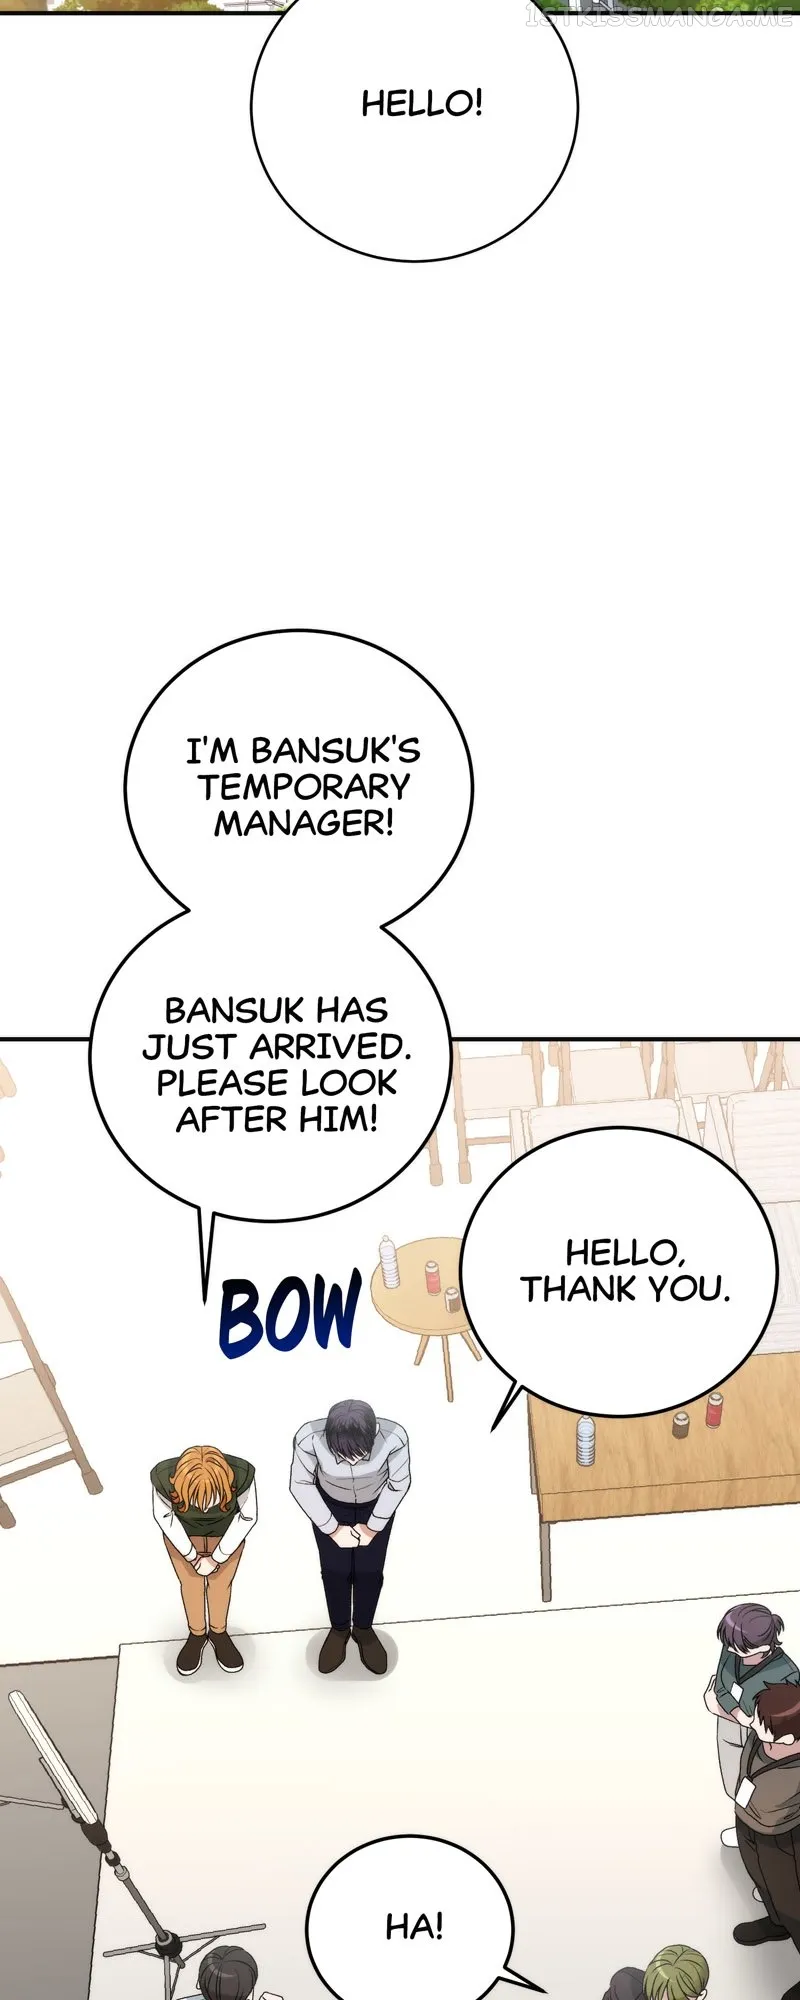 1STKISSMANGA.ME
HELLO!
I'M BANSUK'S
TEMPORARY
MANAGER!
BANSUK HAS
JUST ARRIVED.
PLEASE LOOK
AFTER HIM!
HELLO,
THANK YOU.
BOW
HA!